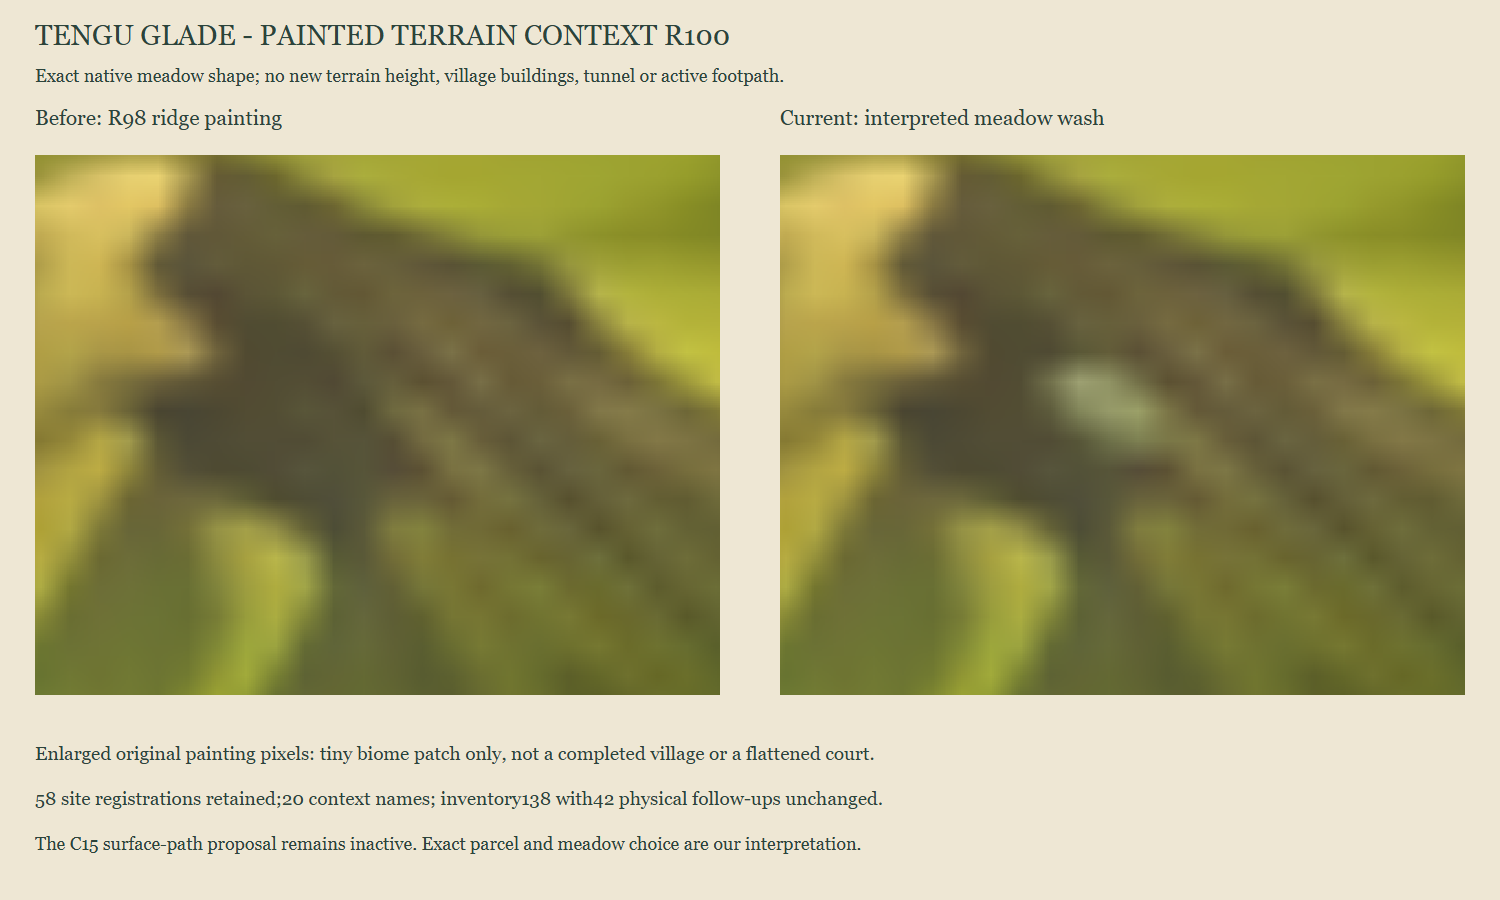 TENGU GLADE - PAINTED TERRAIN CONTEXT R100
Exact native meadow shape; no new terrain height, village buildings, tunnel or active footpath.
Before: R98 ridge painting
Current: interpreted meadow wash
Enlarged original painting pixels: tiny biome patch only, not a completed village or a flattened court.
58 site registrations retained;20 context names; inventory138 with42 physical follow-ups unchanged.
The C15 surface-path proposal remains inactive. Exact parcel and meadow choice are our interpretation.